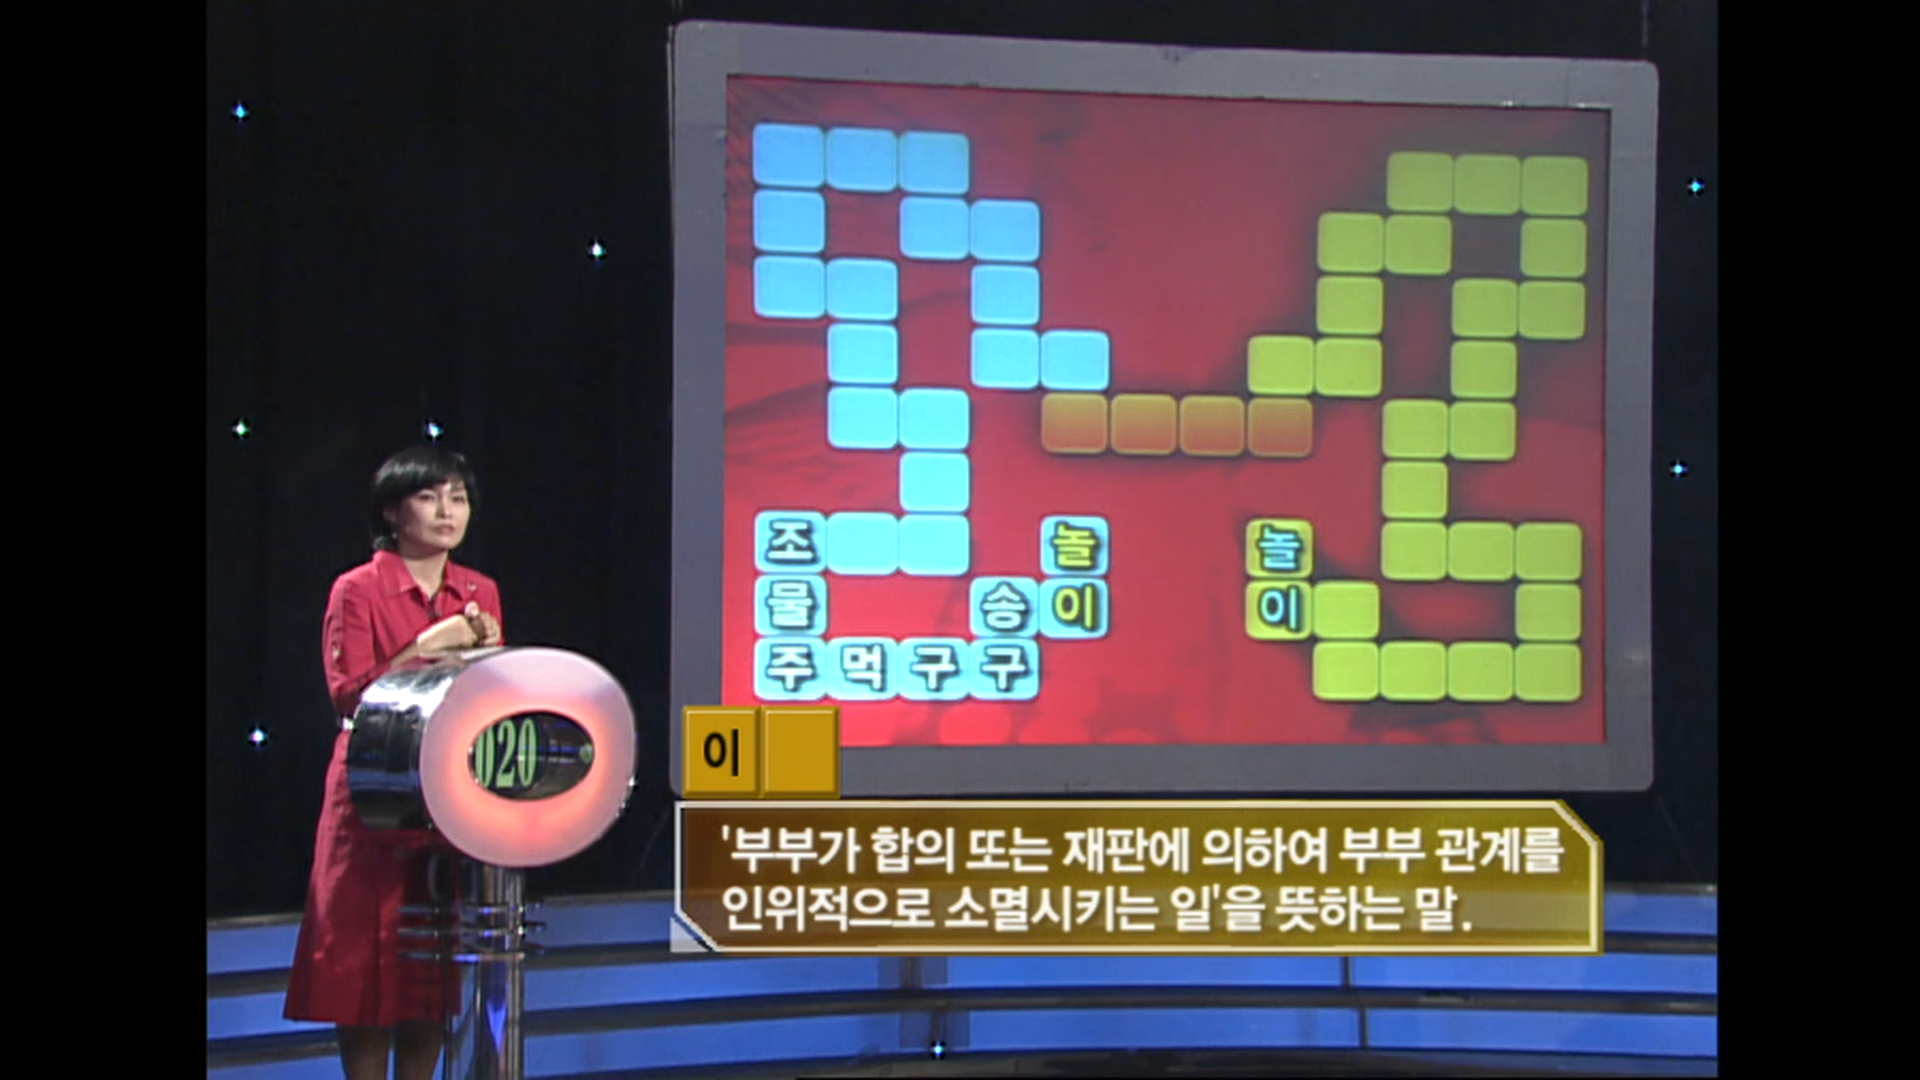 조 놀 놀
물 송 이 이
주 먹 구 구
이
020
'부부가 합의 또는 재판에 의하여 부부 관계를
인위적으로 소멸시키는 일'을 뜻하는 말.